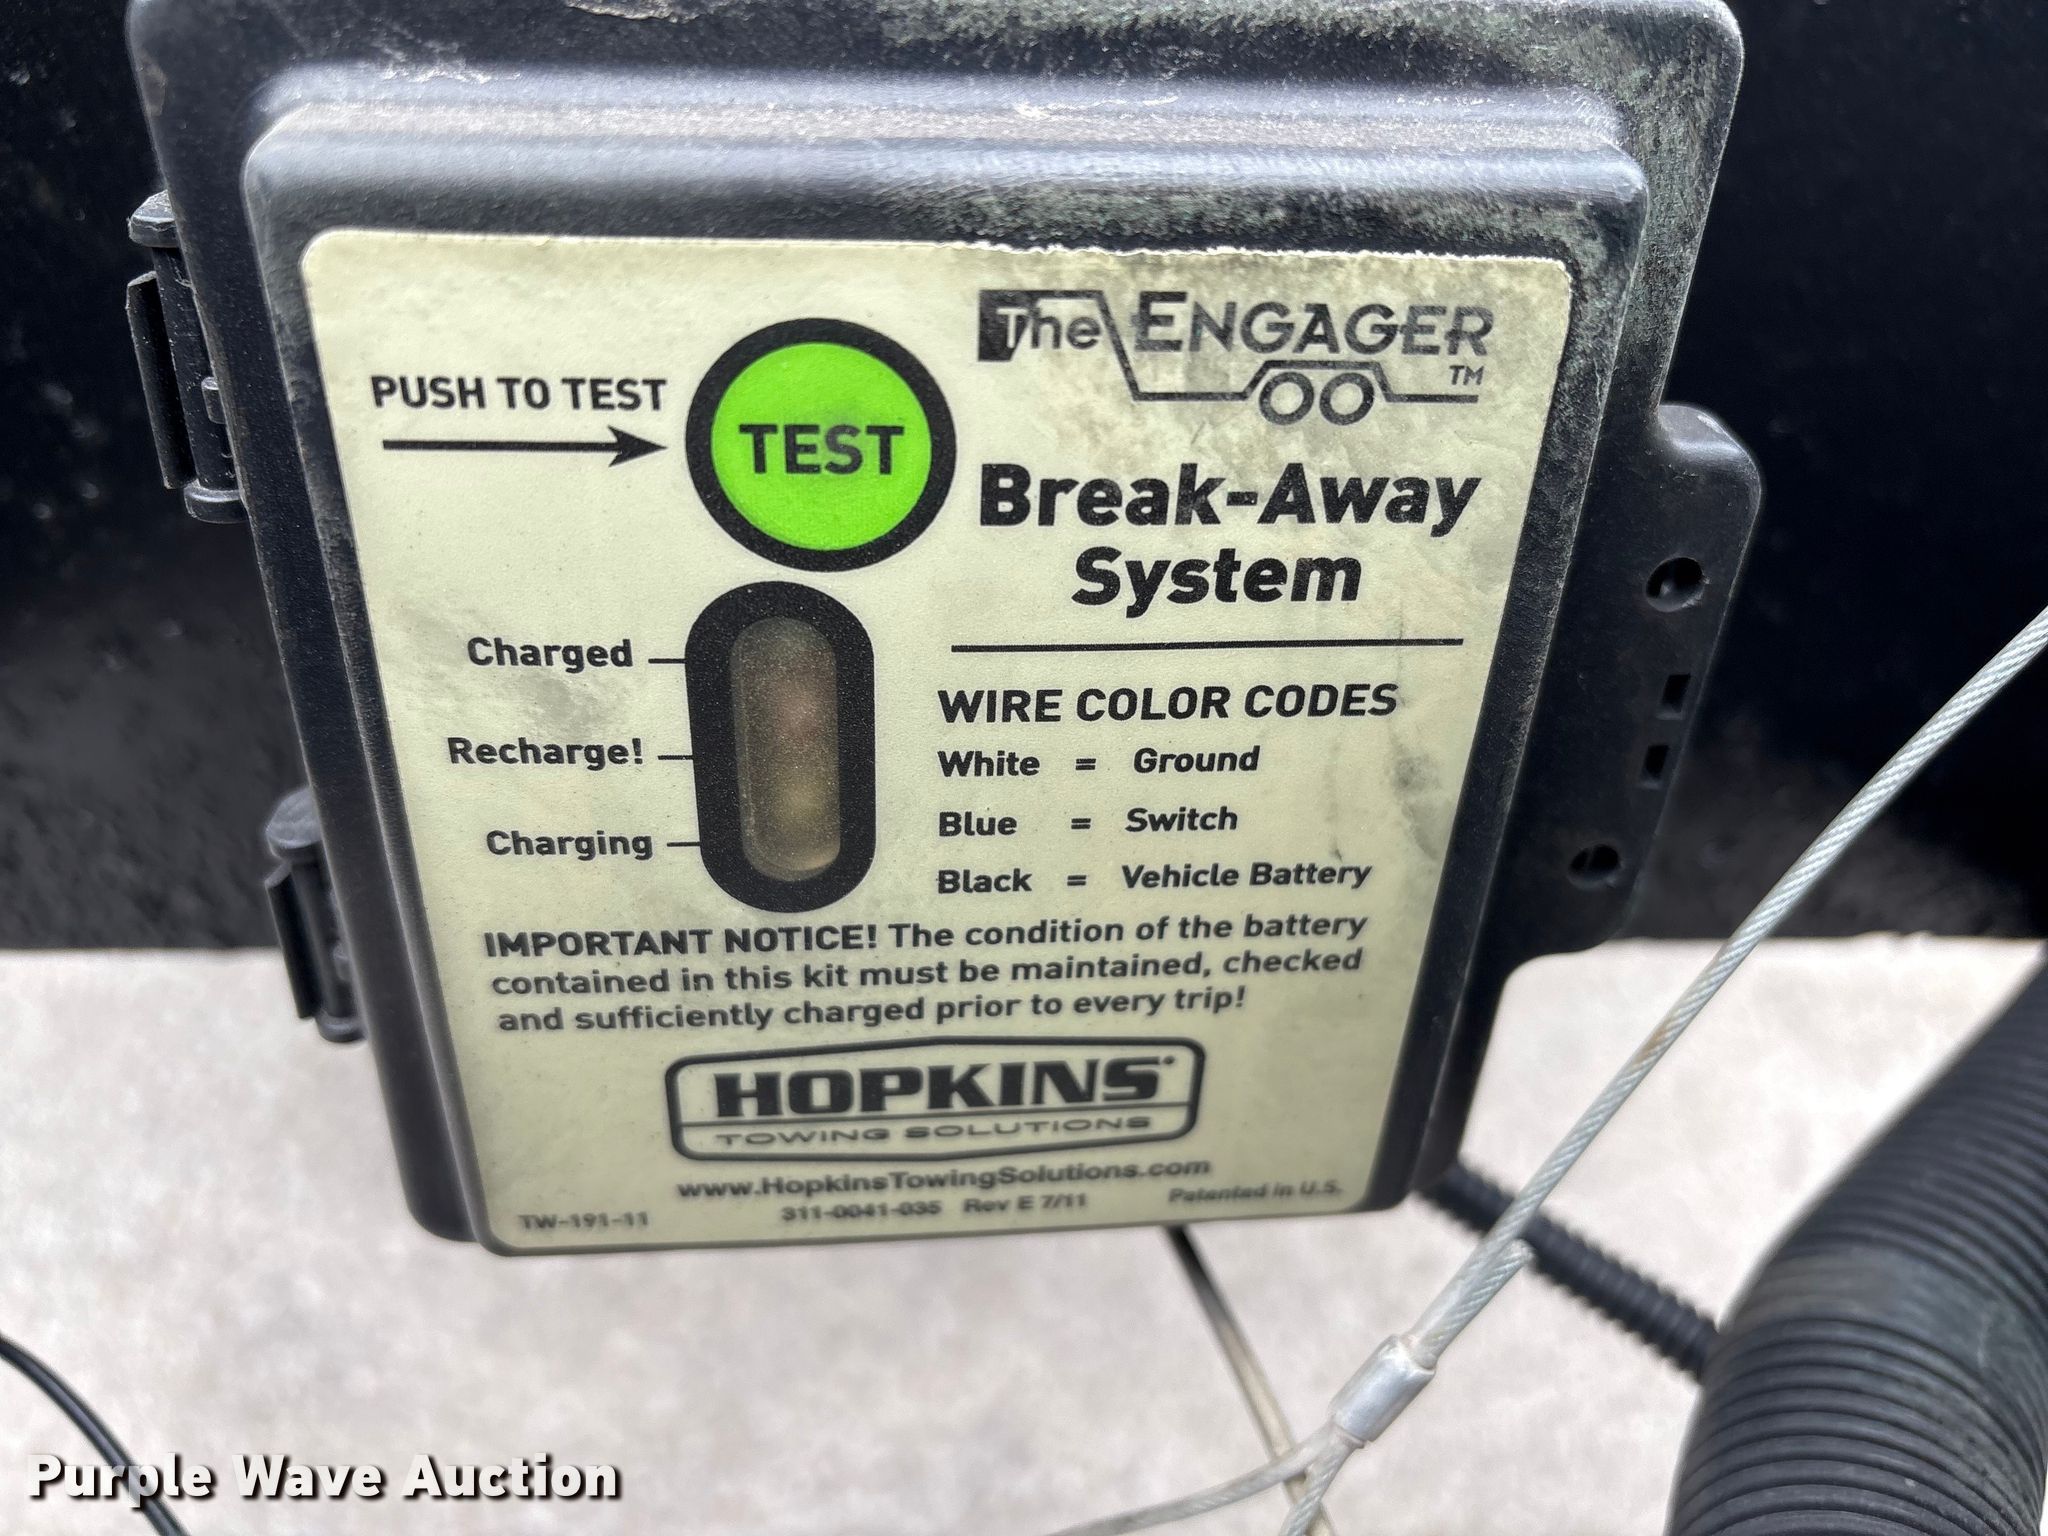 The ENGAGER
TM
PUSH TO TEST
TEST
Break-Away
System
Charged
Recharge!
Charging
WIRE COLOR CODES
White = Ground
Blue = Switch
Black = Vehicle Battery
IMPORTANT NOTICE! The condition of the battery
contained in this kit must be maintained, checked
and sufficiently charged prior to every trip!
HOPKINS
TOWING SOLUTIONS
www.HopkinsTowingSolutions.com
TW-191-11 311-0041-035 Rev E 7/11 Patented in U.S.
Purple Wave Auction